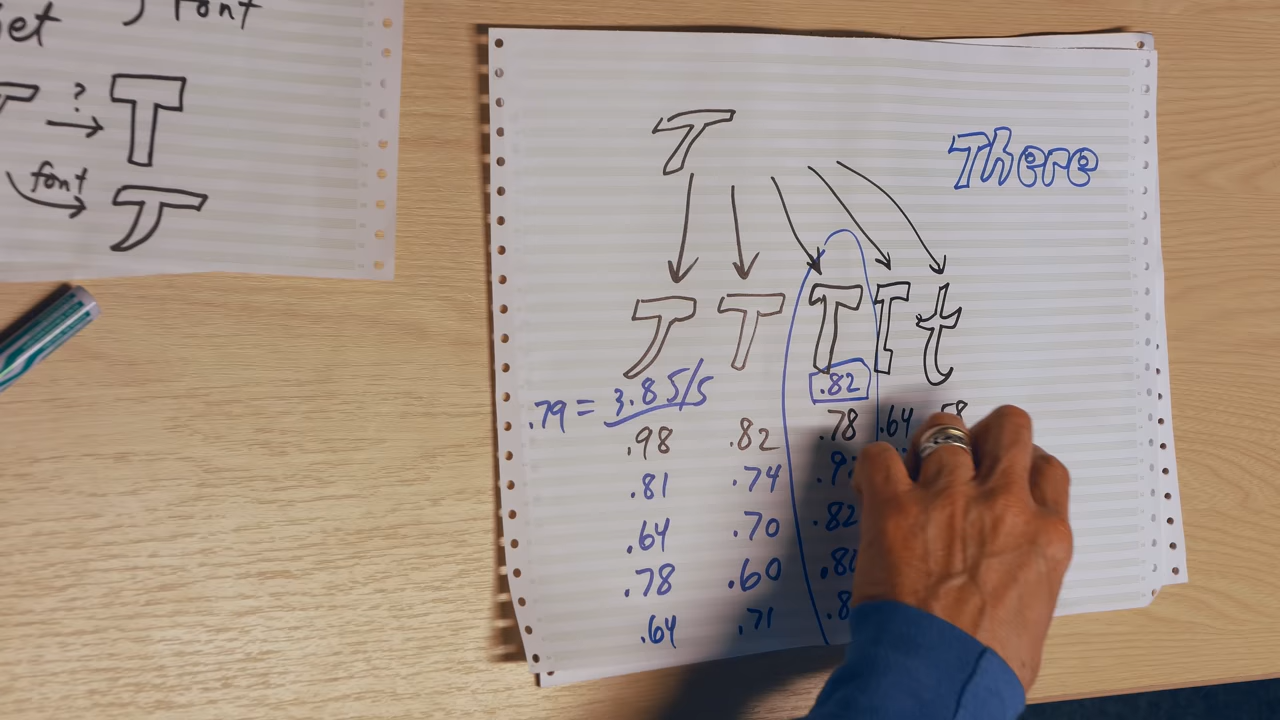 font
T ? → T
font
T
T
There
T T T I t
.79 = 3.85/5 .82
.98 .82 .78 .64 .58
.81 .74
.64 .70 .82
.78 .60
.64 .71